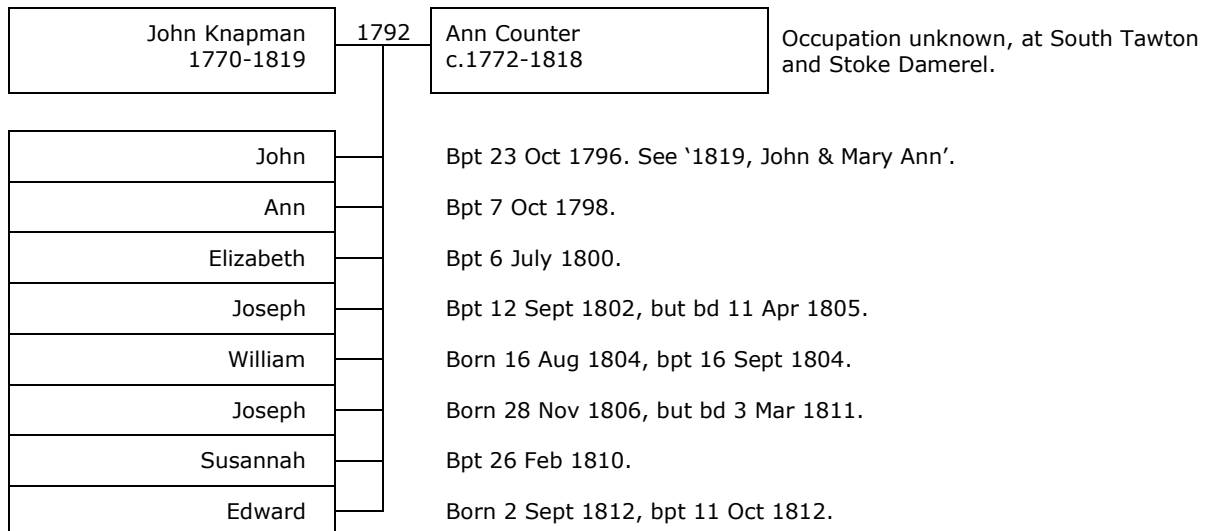 John Knapman 1792 Ann Counter Occupation unknown, at South Tawton
1770-1819 c.1772-1818 and Stoke Damerel.
John Bpt 23 Oct 1796. See ‘1819, John & Mary Ann’.
Ann Bpt 7 Oct 1798.
Elizabeth Bpt 6 July 1800.
Joseph Bpt 12 Sept 1802, but bd 11 Apr 1805.
William Born 16 Aug 1804, bpt 16 Sept 1804.
Joseph Born 28 Nov 1806, but bd 3 Mar 1811.
Susannah Bpt 26 Feb 1810.
Edward Born 2 Sept 1812, bpt 11 Oct 1812.